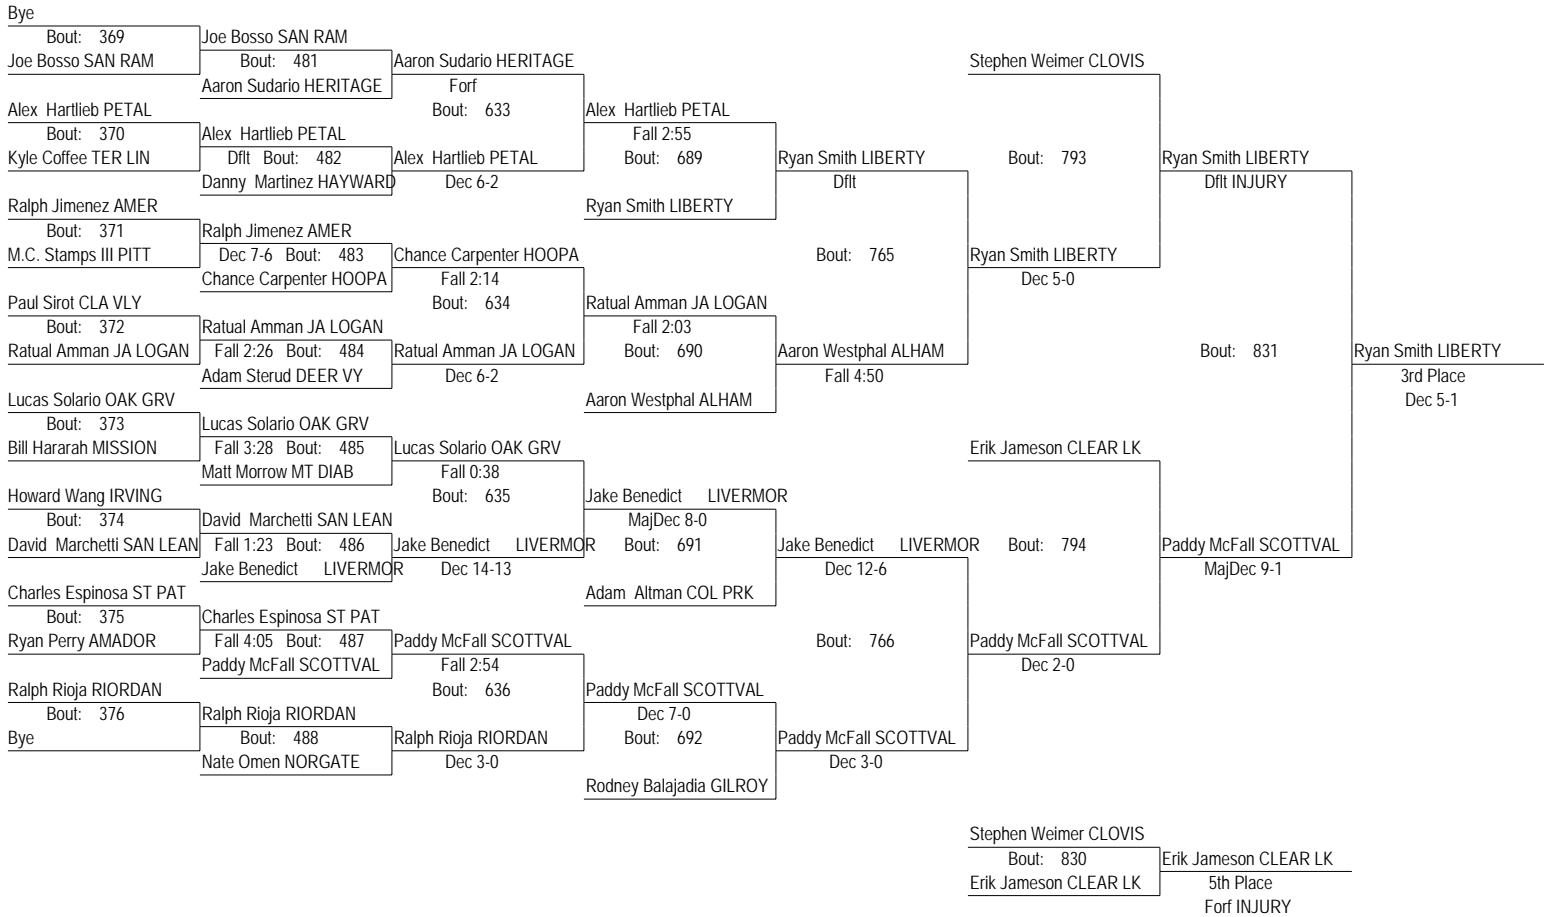 Bye
Bout: 369
Joe Bosso SAN RAM
Joe Bosso SAN RAM
Bout: 481
Aaron Sudario HERITAGE
Aaron Sudario HERITAGE
Forf
Bout: 633
Alex Hartlieb PETAL
Bout: 370
Kyle Coffee TER LIN
Alex Hartlieb PETAL
Dflt Bout: 482
Danny Martinez HAYWARD
Alex Hartlieb PETAL
Dec 6-2
Alex Hartlieb PETAL
Fall 2:55
Bout: 689
Ryan Smith LIBERTY
Ralph Jimenez AMER
Bout: 371
M.C. Stamps III PITT
Ralph Jimenez AMER
Dec 7-6 Bout: 483
Chance Carpenter HOOPA
Chance Carpenter HOOPA
Fall 2:14
Bout: 634
Paul Sirot CLA VLY
Bout: 372
Ratual Amman JA LOGAN
Ratual Amman JA LOGAN
Fall 2:26 Bout: 484
Adam Sterud DEER VY
Ratual Amman JA LOGAN
Dec 6-2
Ratual Amman JA LOGAN
Fall 2:03
Bout: 690
Aaron Westphal ALHAM
Ryan Smith LIBERTY
Dflt
Bout: 765
Aaron Westphal ALHAM
Fall 4:50
Lucas Solario OAK GRV
Bout: 373
Bill Hararah MISSION
Lucas Solario OAK GRV
Fall 3:28 Bout: 485
Matt Morrow MT DIAB
Lucas Solario OAK GRV
Fall 0:38
Bout: 635
Howard Wang IRVING
Bout: 374
David Marchetti SAN LEAN
David Marchetti SAN LEAN
Fall 1:23 Bout: 486
Jake Benedict LIVERMOR
Jake Benedict LIVERMOR
Dec 14-13
Jake Benedict LIVERMOR
MajDec 8-0
Bout: 691
Adam Altman COL PRK
Charles Espinosa ST PAT
Bout: 375
Ryan Perry AMADOR
Charles Espinosa ST PAT
Fall 4:05 Bout: 487
Paddy McFall SCOTTVAL
Paddy McFall SCOTTVAL
Fall 2:54
Bout: 636
Ralph Rioja RIORDAN
Bout: 376
Bye
Ralph Rioja RIORDAN
Bout: 488
Nate Omen NORGATE
Ralph Rioja RIORDAN
Dec 3-0
Paddy McFall SCOTTVAL
Dec 7-0
Bout: 692
Rodney Balajadia GILROY
Jake Benedict LIVERMOR
Dec 12-6
Bout: 766
Paddy McFall SCOTTVAL
Dec 3-0
Stephen Weimer CLOVIS
Bout: 793
Ryan Smith LIBERTY
Dec 5-0
Erik Jameson CLEAR LK
Bout: 794
Paddy McFall SCOTTVAL
Dec 2-0
Ryan Smith LIBERTY
Dflt INJURY
Bout: 831
Paddy McFall SCOTTVAL
MajDec 9-1
Ryan Smith LIBERTY
3rd Place
Dec 5-1
Stephen Weimer CLOVIS
Bout: 830
Erik Jameson CLEAR LK
Erik Jameson CLEAR LK
5th Place
Forf INJURY